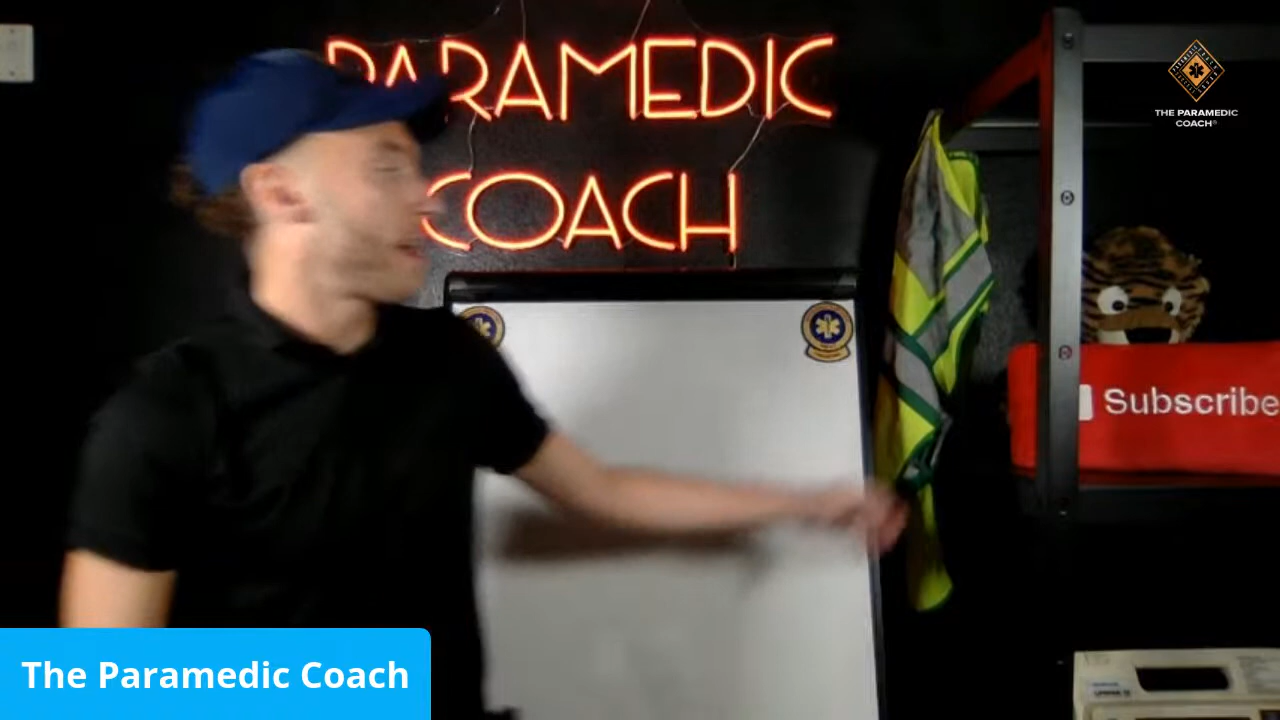 PARAMEDIC
COACH
THE PARAMEDIC
COACH®
Subscribe
The Paramedic Coach